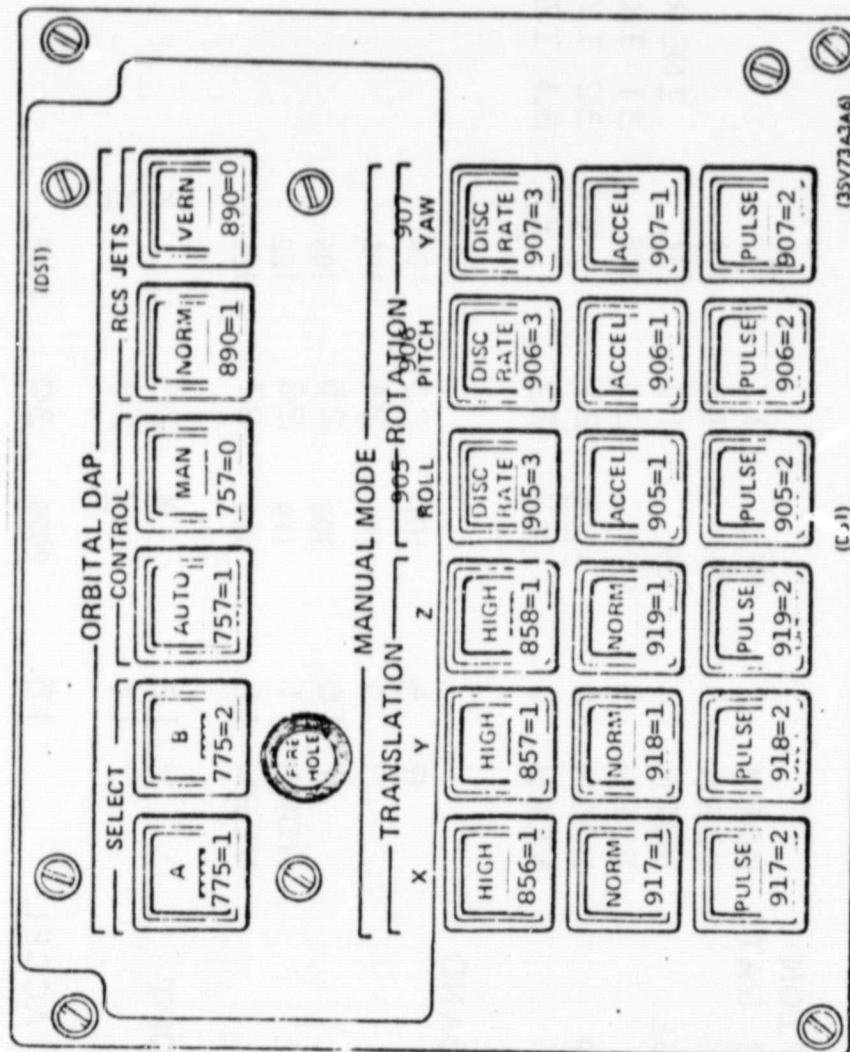 (DS1)
ORBITAL DAP
SELECT CONTROL RCS JETS
A B AUTO MAN NORM VERN
775=1 775=2 757=1 757=0 890=1 890=0
FIRE
HOLE
MANUAL MODE
TRANSLATION ROTATION
905 906 907
X Y Z ROLL PITCH YAW
HIGH HIGH HIGH DISC RATE DISC RATE DISC RATE
856=1 857=1 858=1 905=3 906=3 907=3
NORM NORM NORM ACCEL ACCEL ACCEL
917=1 918=1 919=1 905=1 906=1 907=1
PULSE PULSE PULSE PULSE PULSE PULSE
917=2 918=2 919=2 905=2 906=2 907=2
(3SV73A3A6)